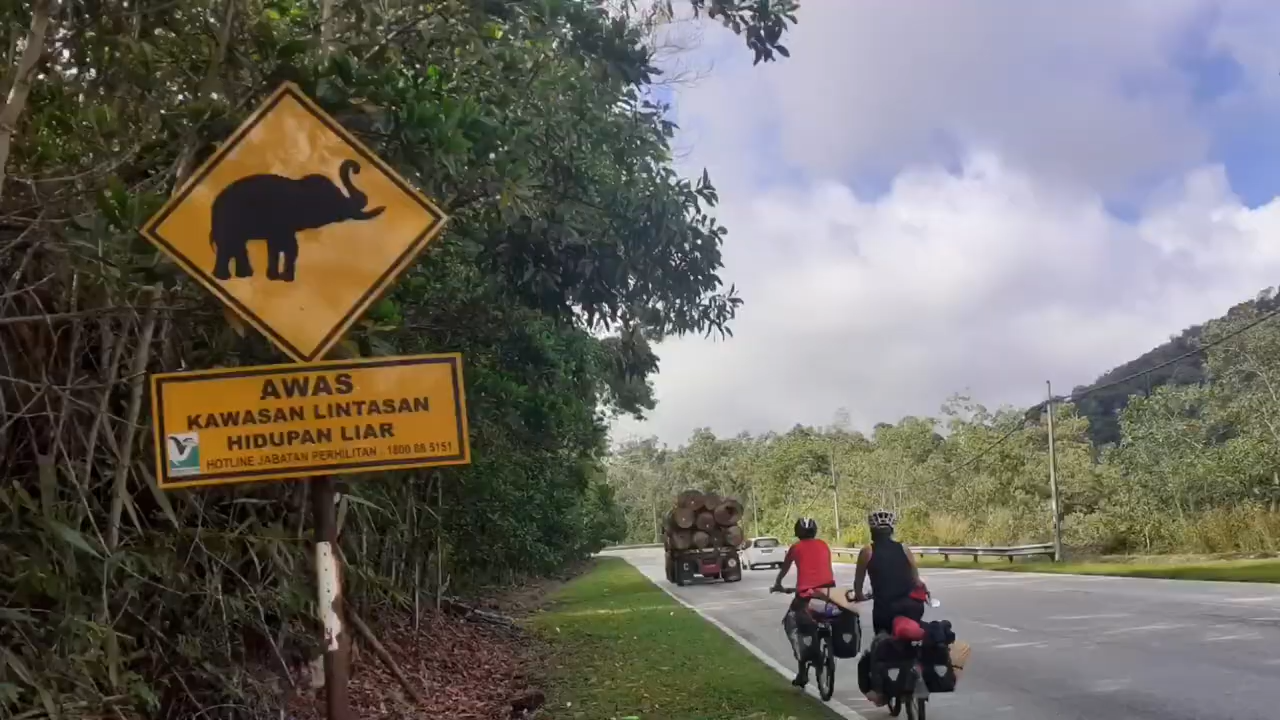 AWAS
KAWASAN LINTASAN
HIDUPAN LIAR
HOTLINE JABATAN PERHILITAN - 1800 88 5151